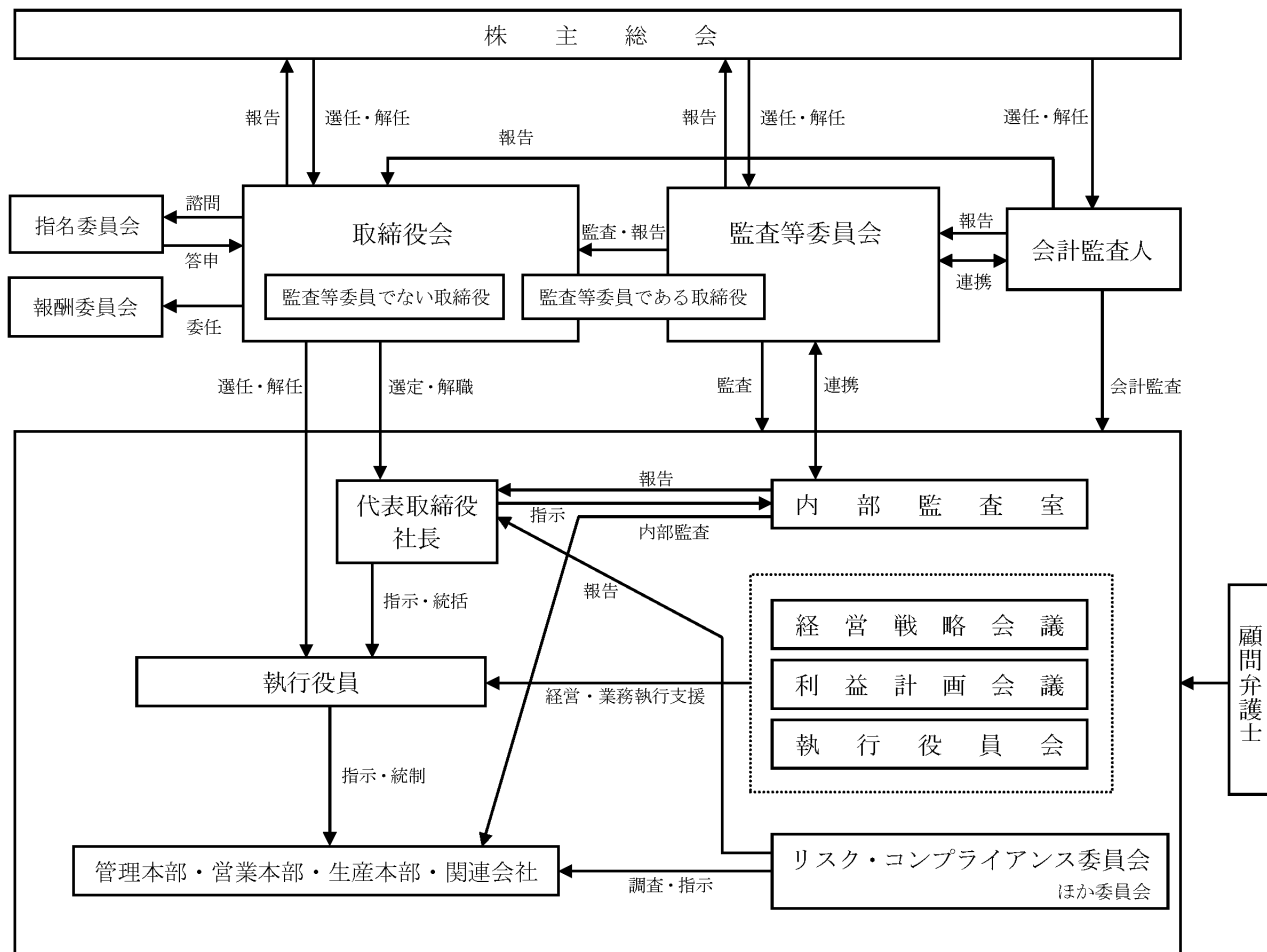 株主総会
報告
選任・解任
報告
選任・解任
選任・解任
報告
指名委員会
諮問
答申
報酬委員会
委任
取締役会
監査等委員でない取締役
監査・報告
監査等委員会
監査等委員である取締役
報告
連携
会計監査人
選任・解任
選定・解職
監査
連携
会計監査
代表取締役
社長
報告
指示
内部監査
内部監査室
報告
指示・統括
執行役員
経営・業務執行支援
経営戦略会議
利益計画会議
執行役員会
顧問弁護士
指示・統制
管理本部・営業本部・生産本部・関連会社
調査・指示
リスク・コンプライアンス委員会
ほか委員会